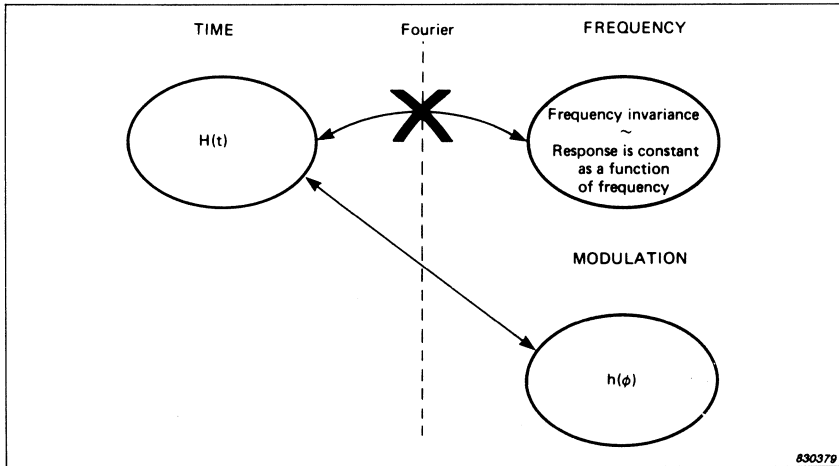 TIME
Fourier
FREQUENCY
H(t)
Frequency invariance
~
Response is constant
as a function
of frequency
MODULATION
h(ϕ)
830379